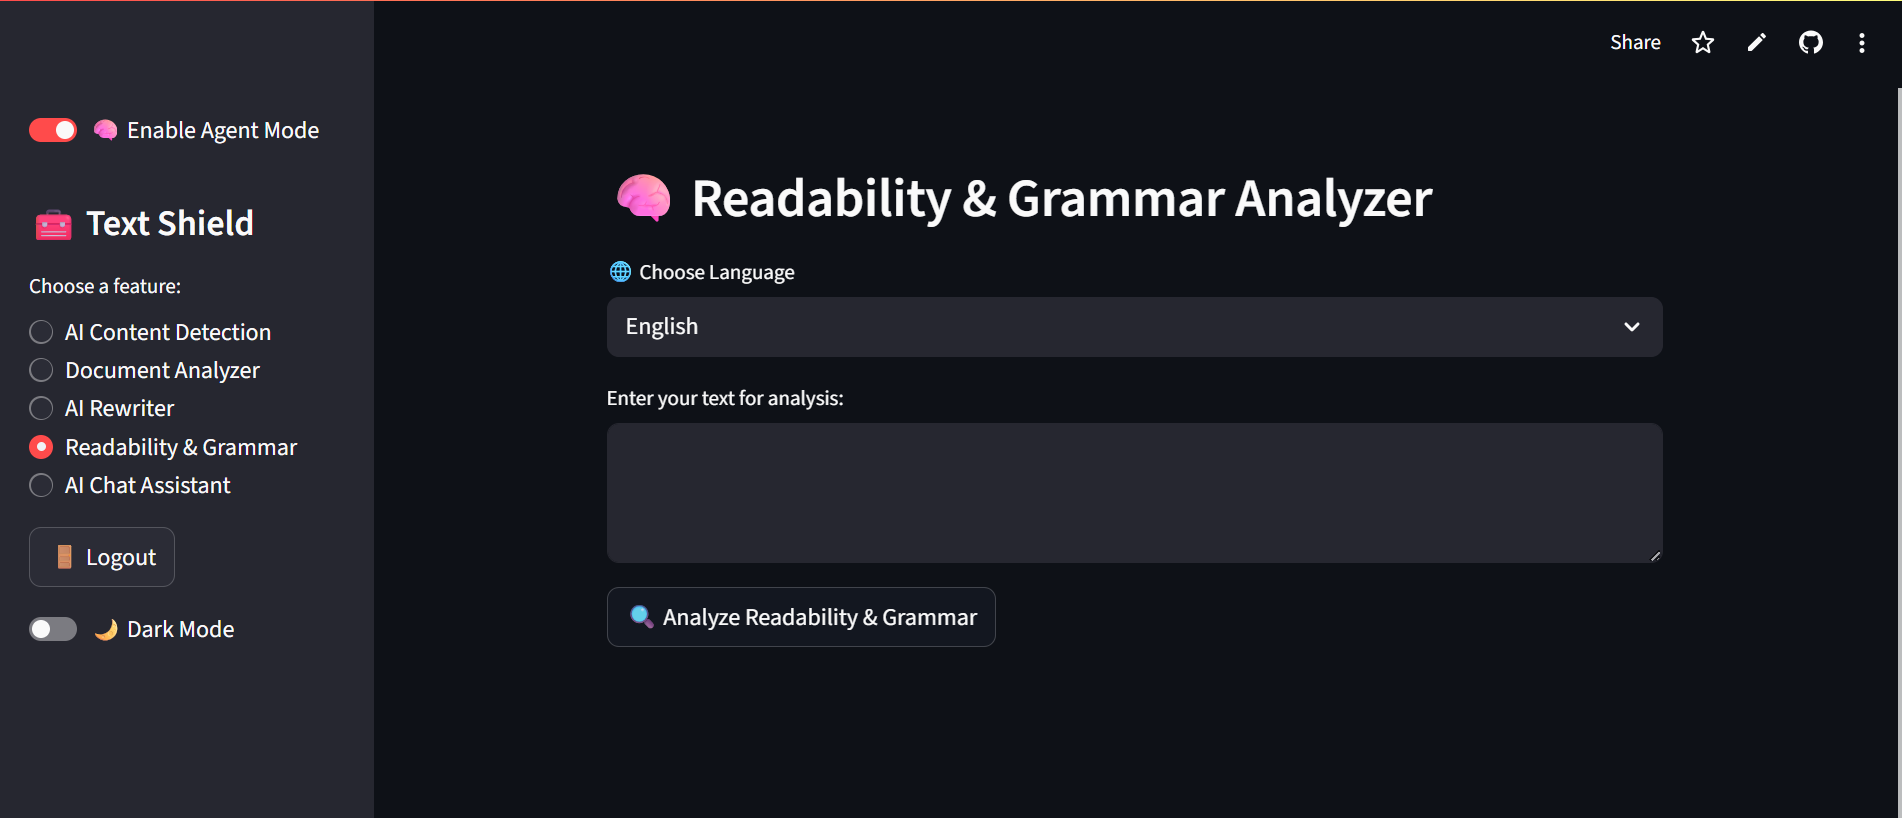 Share
Enable Agent Mode
Text Shield
Choose a feature:
AI Content Detection
Document Analyzer
AI Rewriter
Readability & Grammar
AI Chat Assistant
Logout
Dark Mode
Readability & Grammar Analyzer
Choose Language
English
Enter your text for analysis:
Analyze Readability & Grammar